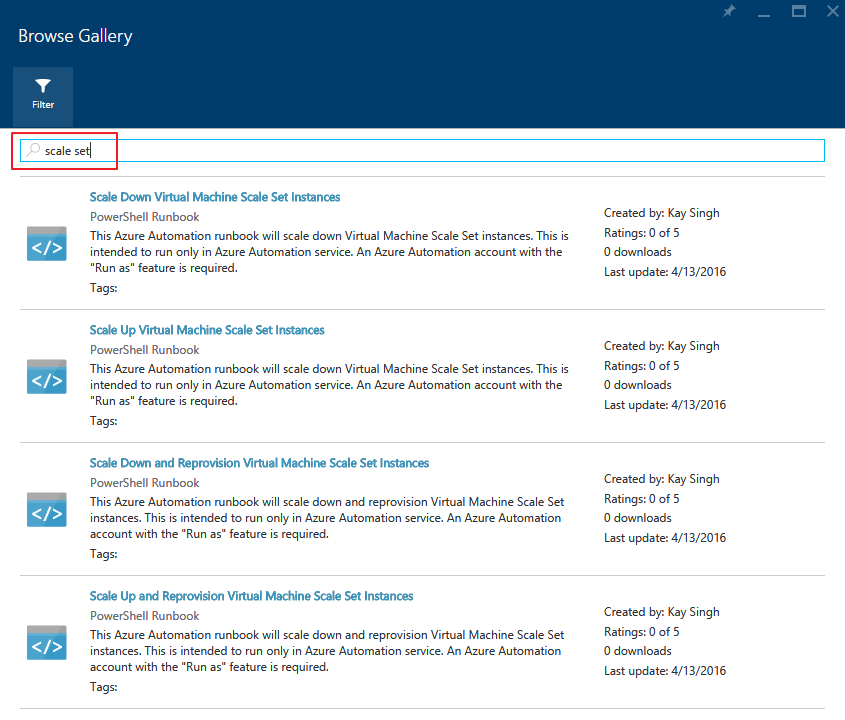 Browse Gallery
Filter
scale set
Scale Down Virtual Machine Scale Set Instances
PowerShell Runbook
This Azure Automation runbook will scale down Virtual Machine Scale Set instances. This is
intended to run only in Azure Automation service. An Azure Automation account with the
"Run as" feature is required.
Tags:
Created by: Kay Singh
Ratings: 0 of 5
0 downloads
Last update: 4/13/2016
Scale Up Virtual Machine Scale Set Instances
PowerShell Runbook
This Azure Automation runbook will scale down Virtual Machine Scale Set instances. This is
intended to run only in Azure Automation service. An Azure Automation account with the
"Run as" feature is required.
Tags:
Created by: Kay Singh
Ratings: 0 of 5
0 downloads
Last update: 4/13/2016
Scale Down and Reprovision Virtual Machine Scale Set Instances
PowerShell Runbook
This Azure Automation runbook will scale down and reprovision Virtual Machine Scale Set
instances. This is intended to run only in Azure Automation service. An Azure Automation
account with the "Run as" feature is required.
Tags:
Created by: Kay Singh
Ratings: 0 of 5
0 downloads
Last update: 4/13/2016
Scale Up and Reprovision Virtual Machine Scale Set Instances
PowerShell Runbook
This Azure Automation runbook will scale down and reprovision Virtual Machine Scale Set
instances. This is intended to run only in Azure Automation service. An Azure Automation
account with the "Run as" feature is required.
Tags:
Created by: Kay Singh
Ratings: 0 of 5
0 downloads
Last update: 4/13/2016